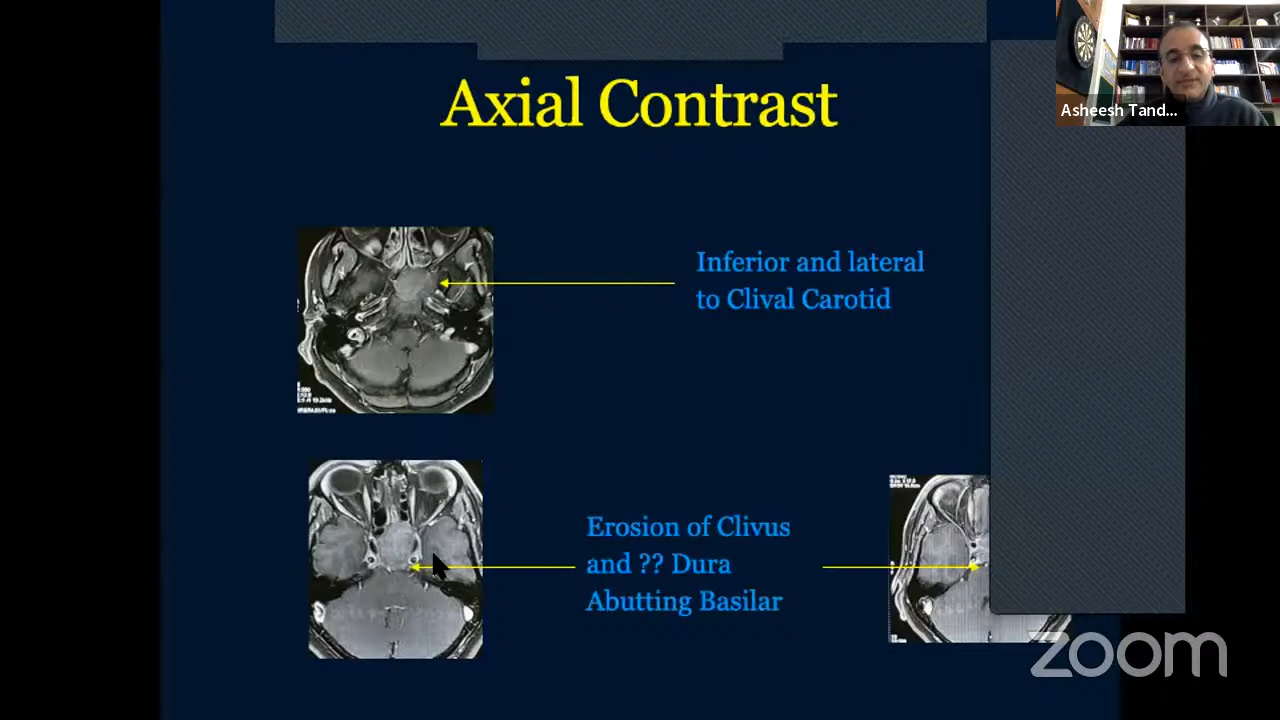 Axial Contrast
Asheesh Tand...
Inferior and lateral
to Clival Carotid
Erosion of Clivus
and ?? Dura
Abutting Basilar
zoom